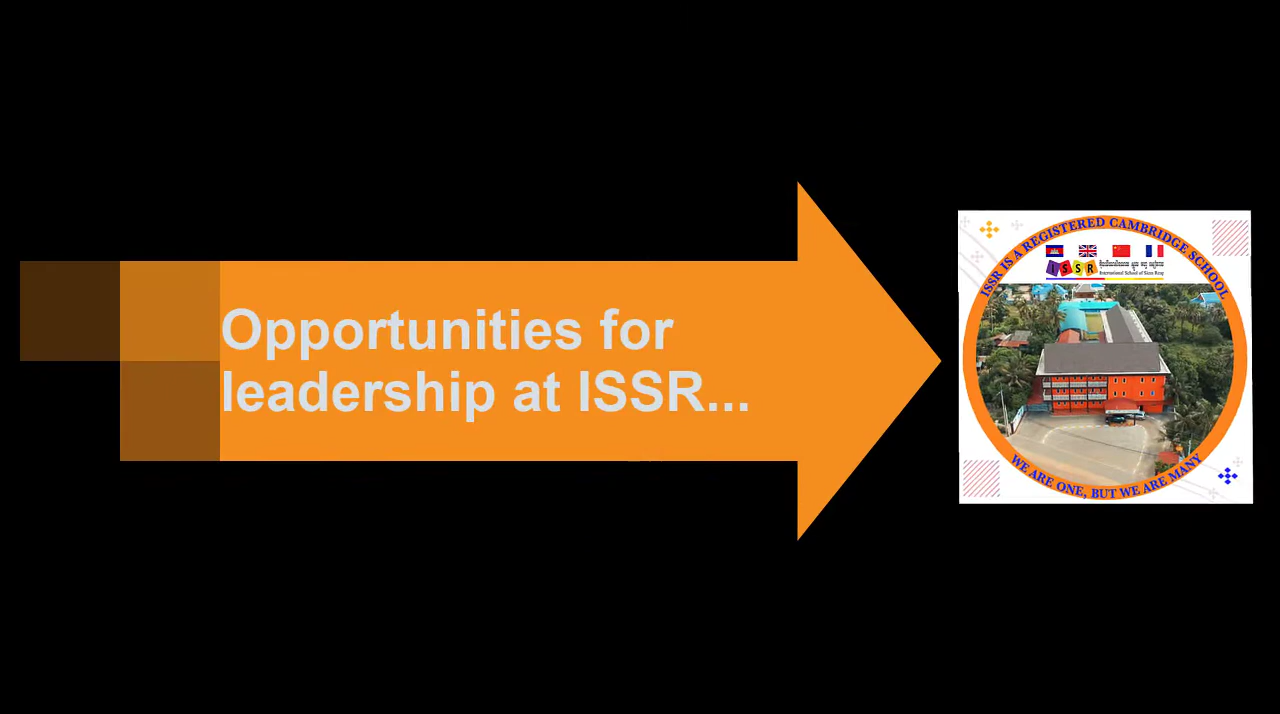 Opportunities for
leadership at ISSR...
ISSR IS A REGISTERED CAMBRIDGE SCHOOL
ISSR
International School of Siem Reap
WE ARE ONE, BUT WE ARE MANY